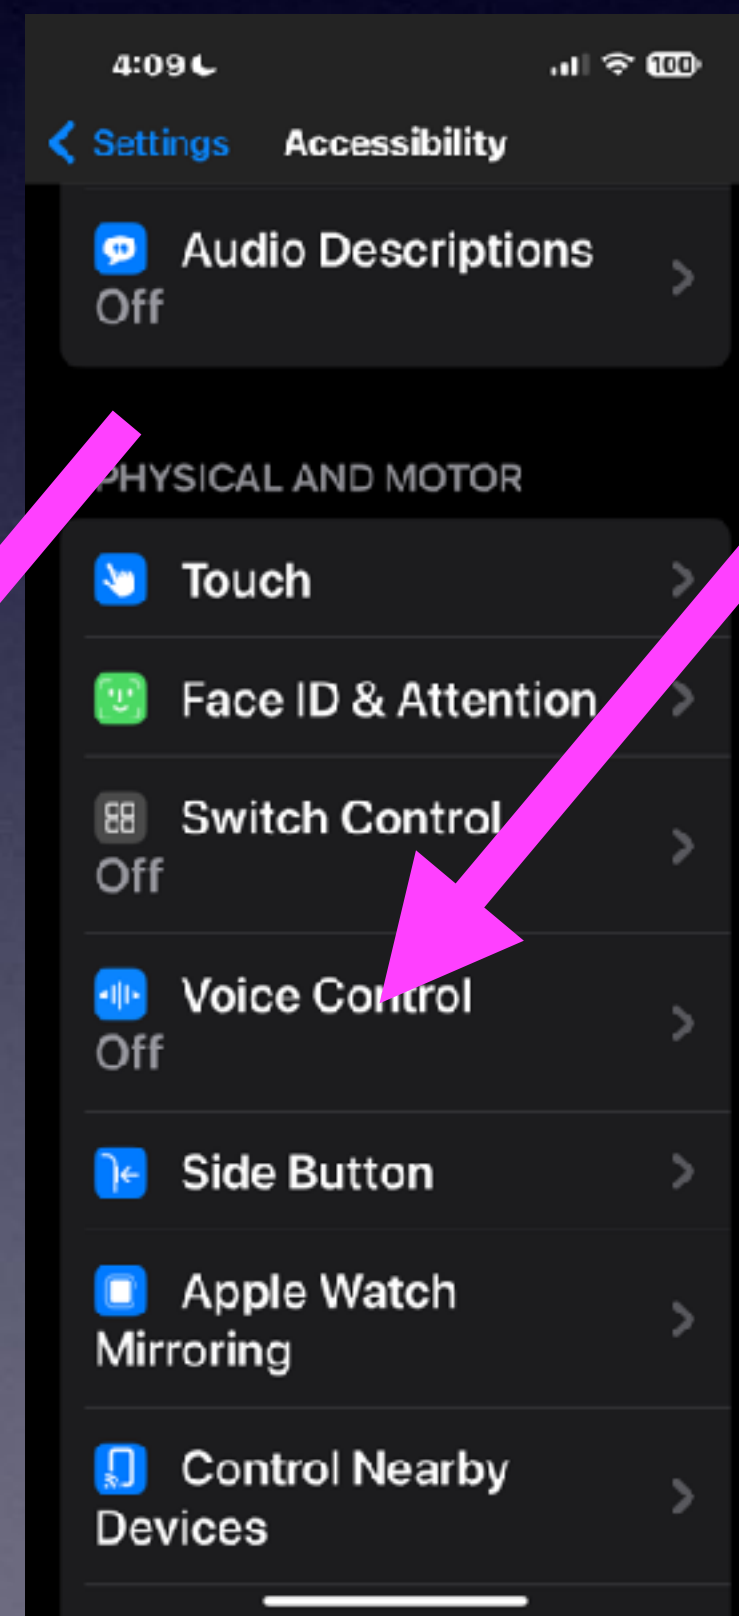 4:09
100
Settings Accessibility
Audio Descriptions
Off
PHYSICAL AND MOTOR
Touch
Face ID & Attention
Switch Control
Off
Voice Control
Off
Side Button
Apple Watch
Mirroring
Control Nearby
Devices